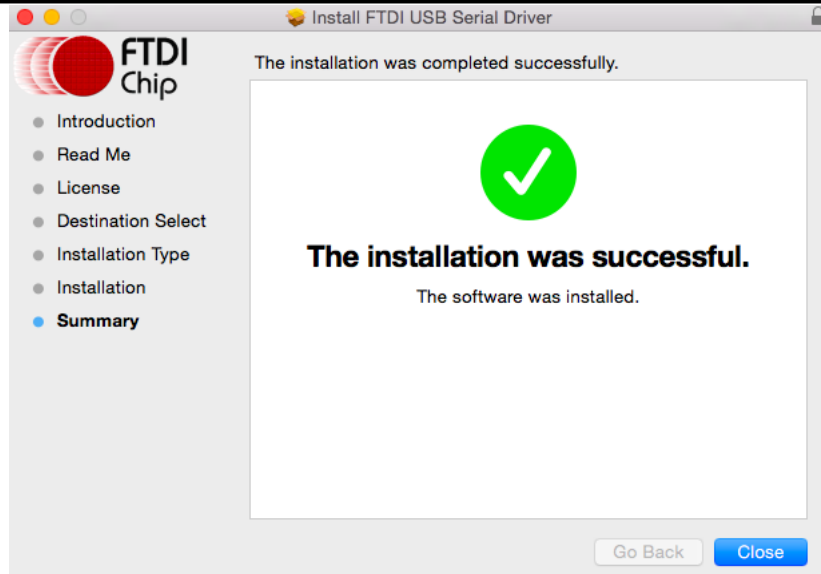 Install FTDI USB Serial Driver
FTDI
Chip
The installation was completed successfully.
Introduction
Read Me
License
Destination Select
Installation Type
Installation
Summary
The installation was successful.
The software was installed.
Go Back
Close